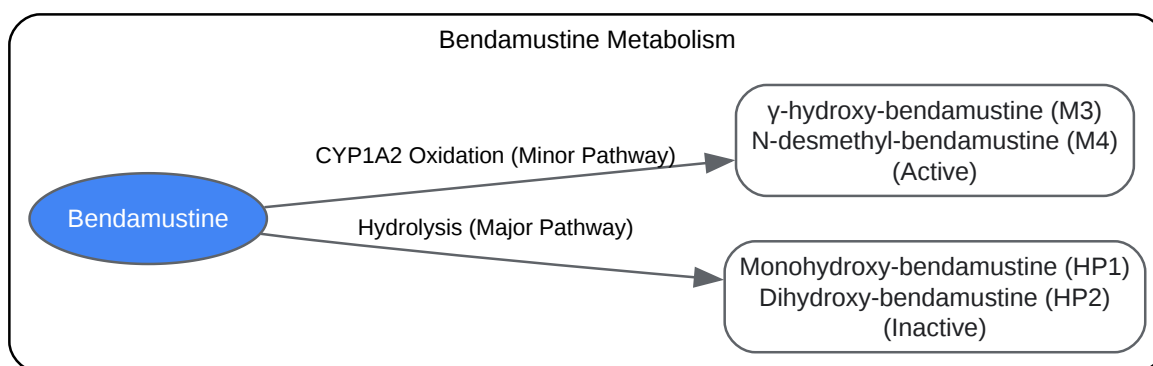 Bendamustine Metabolism
CYP1A2 Oxidation (Minor Pathway)
γ-hydroxy-bendamustine (M3)
N-desmethyl-bendamustine (M4)
(Active)
Bendamustine
Hydrolysis (Major Pathway)
Monohydroxy-bendamustine (HP1)
Dihydroxy-bendamustine (HP2)
(Inactive)